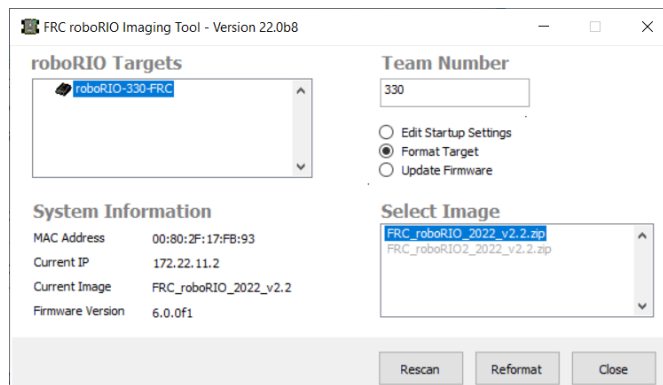 FRC roboRIO Imaging Tool - Version 22.0b8
roboRIO Targets
roboRIO-330-FRC
Team Number
330
Edit Startup Settings
Format Target
Update Firmware
System Information
MAC Address 00:80:2F:17:FB:93
Current IP 172.22.11.2
Current Image FRC_roboRIO_2022_v2.2
Firmware Version 6.0.0f1
Select Image
FRC_roboRIO_2022_v2.2.zip
FRC_roboRIO2_2022_v2.2.zip
Rescan Reformat Close